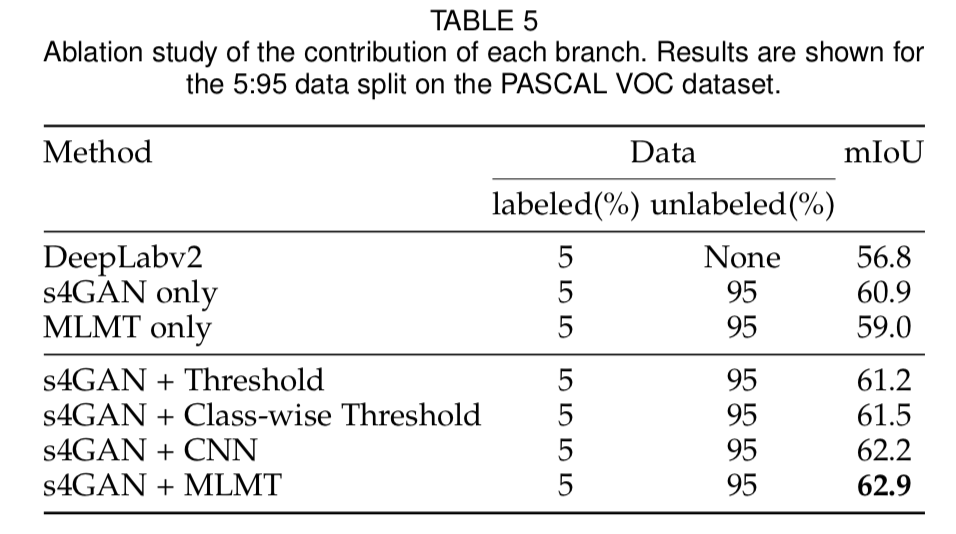 TABLE 5
Ablation study of the contribution of each branch. Results are shown for
the 5:95 data split on the PASCAL VOC dataset.
Method Data mIoU
labeled(%) unlabeled(%)
DeepLabv2 5 None 56.8
s4GAN only 5 95 60.9
MLMT only 5 95 59.0
s4GAN + Threshold 5 95 61.2
s4GAN + Class-wise Threshold 5 95 61.5
s4GAN + CNN 5 95 62.2
s4GAN + MLMT 5 95 62.9